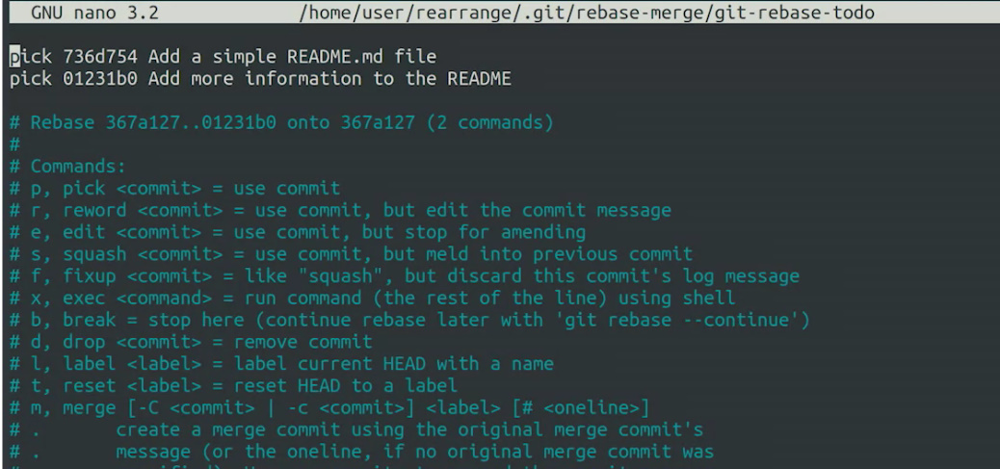 GNU nano 3.2 /home/user/rearrange/.git/rebase-merge/git-rebase-todo
pick 736d754 Add a simple README.md file
pick 01231b0 Add more information to the README
# Rebase 367a127..01231b0 onto 367a127 (2 commands)
#
# Commands:
# p, pick <commit> = use commit
# r, reword <commit> = use commit, but edit the commit message
# e, edit <commit> = use commit, but stop for amending
# s, squash <commit> = use commit, but meld into previous commit
# f, fixup <commit> = like "squash", but discard this commit's log message
# x, exec <command> = run command (the rest of the line) using shell
# b, break = stop here (continue rebase later with 'git rebase --continue')
# d, drop <commit> = remove commit
# l, label <label> = label current HEAD with a name
# t, reset <label> = reset HEAD to a label
# m, merge [-C <commit> | -c <commit>] <label> [# <oneline>]
# .       create a merge commit using the original merge commit's
# .       message (or the oneline, if no original merge commit was